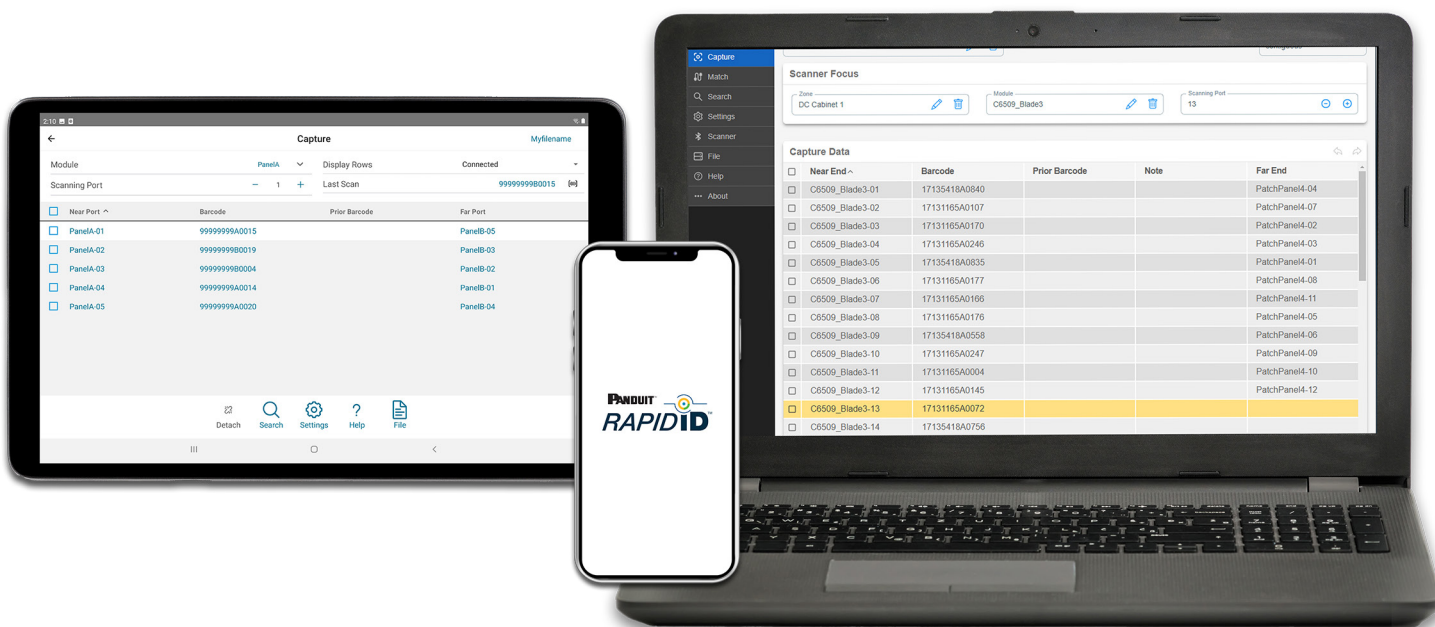 2:10
Capture
Myfilename
Module
PanelA
Display Rows
Connected
Scanning Port
− 1 +
Last Scan
99999999B0015
Near Port
Barcode
Prior Barcode
Far Port
PanelA-01 99999999A0015 PanelB-05
PanelA-02 99999999B0019 PanelB-03
PanelA-03 99999999B0004 PanelB-02
PanelA-04 99999999A0014 PanelB-01
PanelA-05 99999999A0020 PanelB-04
Detach
Search
Settings
Help
File
PANDUIT™
RAPIDID™
Capture
Match
Search
Settings
Scanner
File
Help
About
Scanner Focus
Zone
DC Cabinet 1
Module
C6509_Blade3
Scanning Port
13
Capture Data
Near End Barcode Prior Barcode Note Far End
C6509_Blade3-01 17135418A0840 PatchPanel4-04
C6509_Blade3-02 17131165A0107 PatchPanel4-07
C6509_Blade3-03 17131165A0170 PatchPanel4-02
C6509_Blade3-04 17131165A0246 PatchPanel4-03
C6509_Blade3-05 17135418A0835 PatchPanel4-01
C6509_Blade3-06 17131165A0177 PatchPanel4-08
C6509_Blade3-07 17131165A0166 PatchPanel4-11
C6509_Blade3-08 17131165A0176 PatchPanel4-05
C6509_Blade3-09 17135418A0558 PatchPanel4-06
C6509_Blade3-10 17131165A0247 PatchPanel4-09
C6509_Blade3-11 17131165A0004 PatchPanel4-10
C6509_Blade3-12 17131165A0145 PatchPanel4-12
C6509_Blade3-13 17131165A0072
C6509_Blade3-14 17135418A0756